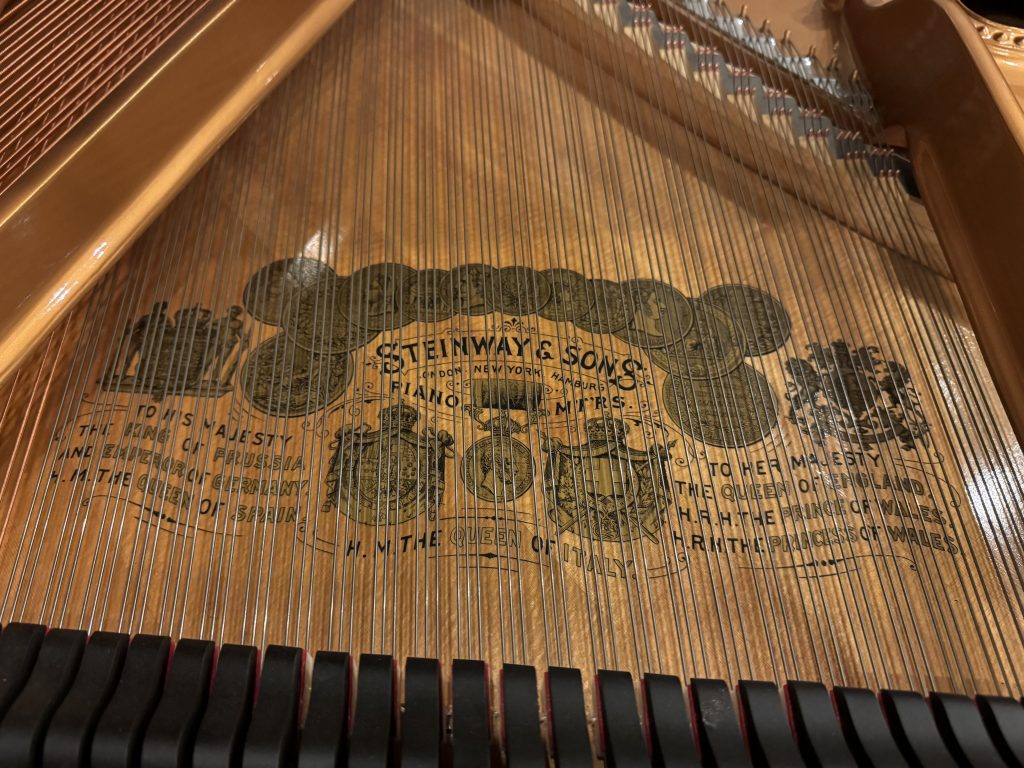 STEINWAY & SONS
LONDON NEW YORK HAMBURG
PIANO MFTRS.
TO HIS MAJESTY
THE KING OF PRUSSIA
AND EMPEROR OF GERMANY.
H.M. THE QUEEN OF SPAIN.
H.M. THE QUEEN OF ITALY.
TO HER MAJESTY
THE QUEEN OF ENGLAND,
H.R.H. THE PRINCE OF WALES.
H.R.H. THE PRINCESS OF WALES